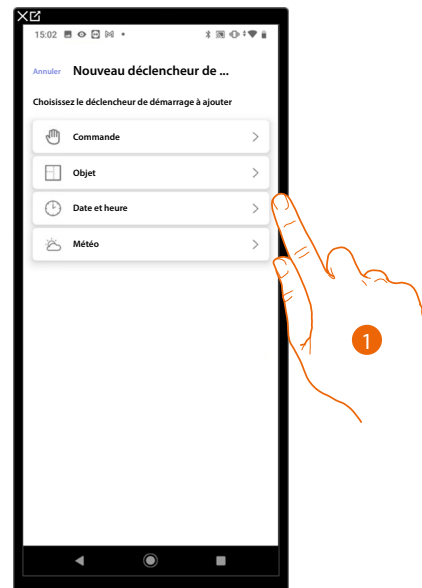 15:02
Annuler Nouveau déclencheur de ...
Choisissez le déclencheur de démarrage à ajouter
Commande
Objet
Date et heure
Météo
1